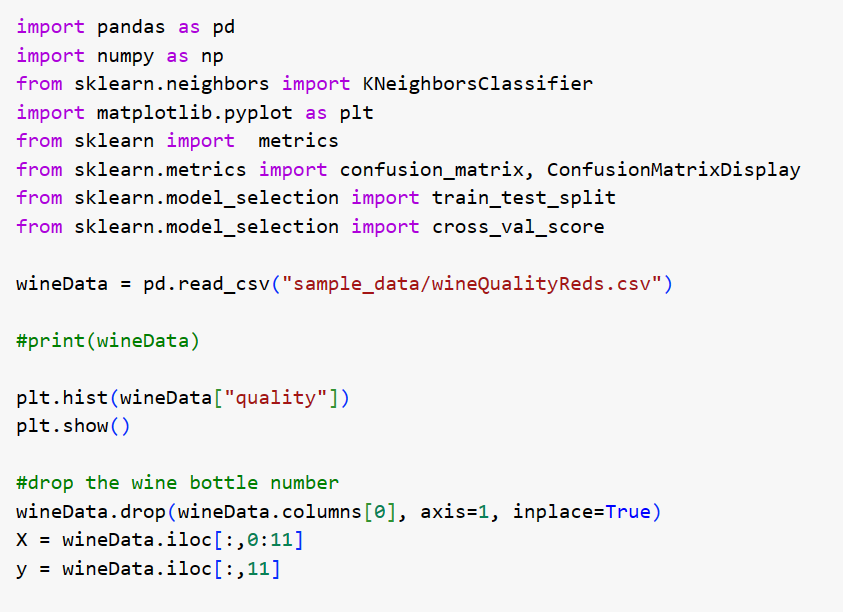 import pandas as pd
import numpy as np
from sklearn.neighbors import KNeighborsClassifier
import matplotlib.pyplot as plt
from sklearn import  metrics
from sklearn.metrics import confusion_matrix, ConfusionMatrixDisplay
from sklearn.model_selection import train_test_split
from sklearn.model_selection import cross_val_score

wineData = pd.read_csv("sample_data/wineQualityReds.csv")

#print(wineData)

plt.hist(wineData["quality"])
plt.show()

#drop the wine bottle number
wineData.drop(wineData.columns[0], axis=1, inplace=True)
X = wineData.iloc[:,0:11]
y = wineData.iloc[:,11]